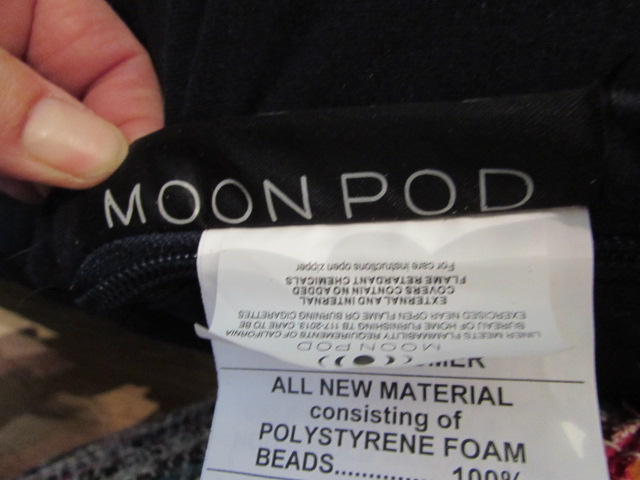 MOON POD
For care instructions open zipper
FLAME RETARDANT CHEMICALS
COVERS CONTAIN NO ADDED
EXTERNAL AND INTERNAL
EXERCISED NEAR OPEN FLAME OR BURNING CIGARETTES
BUREAU OF HOME FURNISHING TB 117-2013. CARE TO BE
LINER MEETS FLAMMABILITY REQUIREMENTS OF CALIFORNIA
MOON POD
ALL NEW MATERIAL
consisting of
POLYSTYRENE FOAM
BEADS..............100%